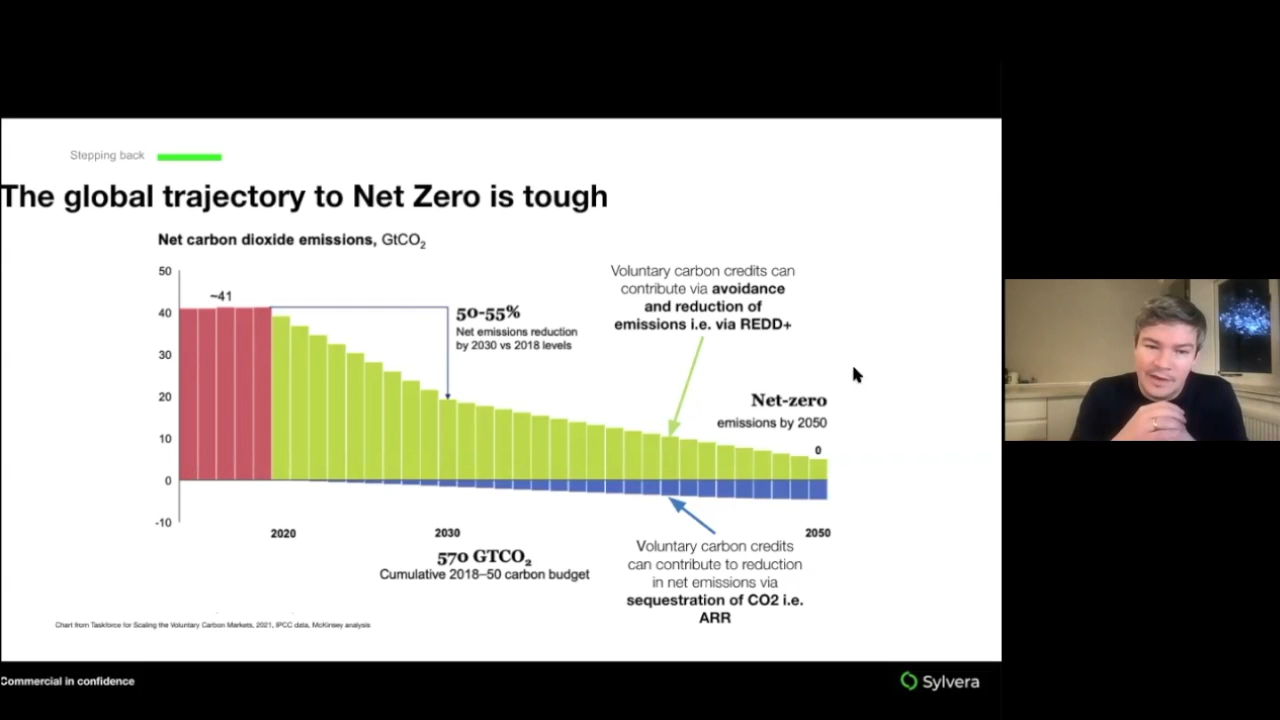 Stepping back
The global trajectory to Net Zero is tough
Net carbon dioxide emissions, GtCO₂
50
40
30
20
10
0
-10
~41
50-55%
Net emissions reduction
by 2030 vs 2018 levels
Voluntary carbon credits can
contribute via avoidance
and reduction of
emissions i.e. via REDD+
Net-zero
emissions by 2050
0
2020
2030
2050
570 GTCO₂
Cumulative 2018–50 carbon budget
Voluntary carbon credits
can contribute to reduction
in net emissions via
sequestration of CO2 i.e.
ARR
Chart from Taskforce for Scaling the Voluntary Carbon Markets, 2021, IPCC data, McKinsey analysis
Commercial in confidence
Sylvera